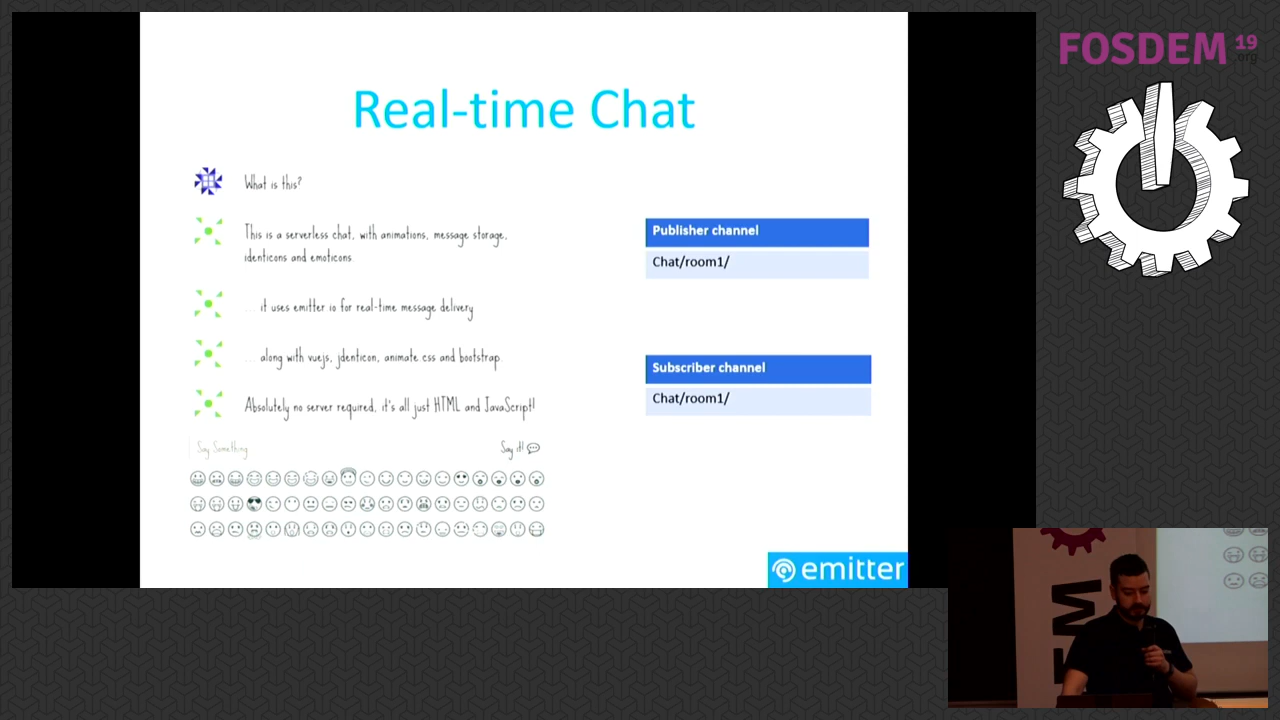 Real-time Chat
What is this?
This is a serverless chat, with animations, message storage,
identicons and emoticons.
... it uses emitter.io for real-time message delivery
... along with vuejs, jdenticon, animate.css and bootstrap.
Absolutely no server required, it's all just HTML and JavaScript!
Say Something
Say it!
Publisher channel
Chat/room1/
Subscriber channel
Chat/room1/
emitter
FOSDEM 19
.org
EM